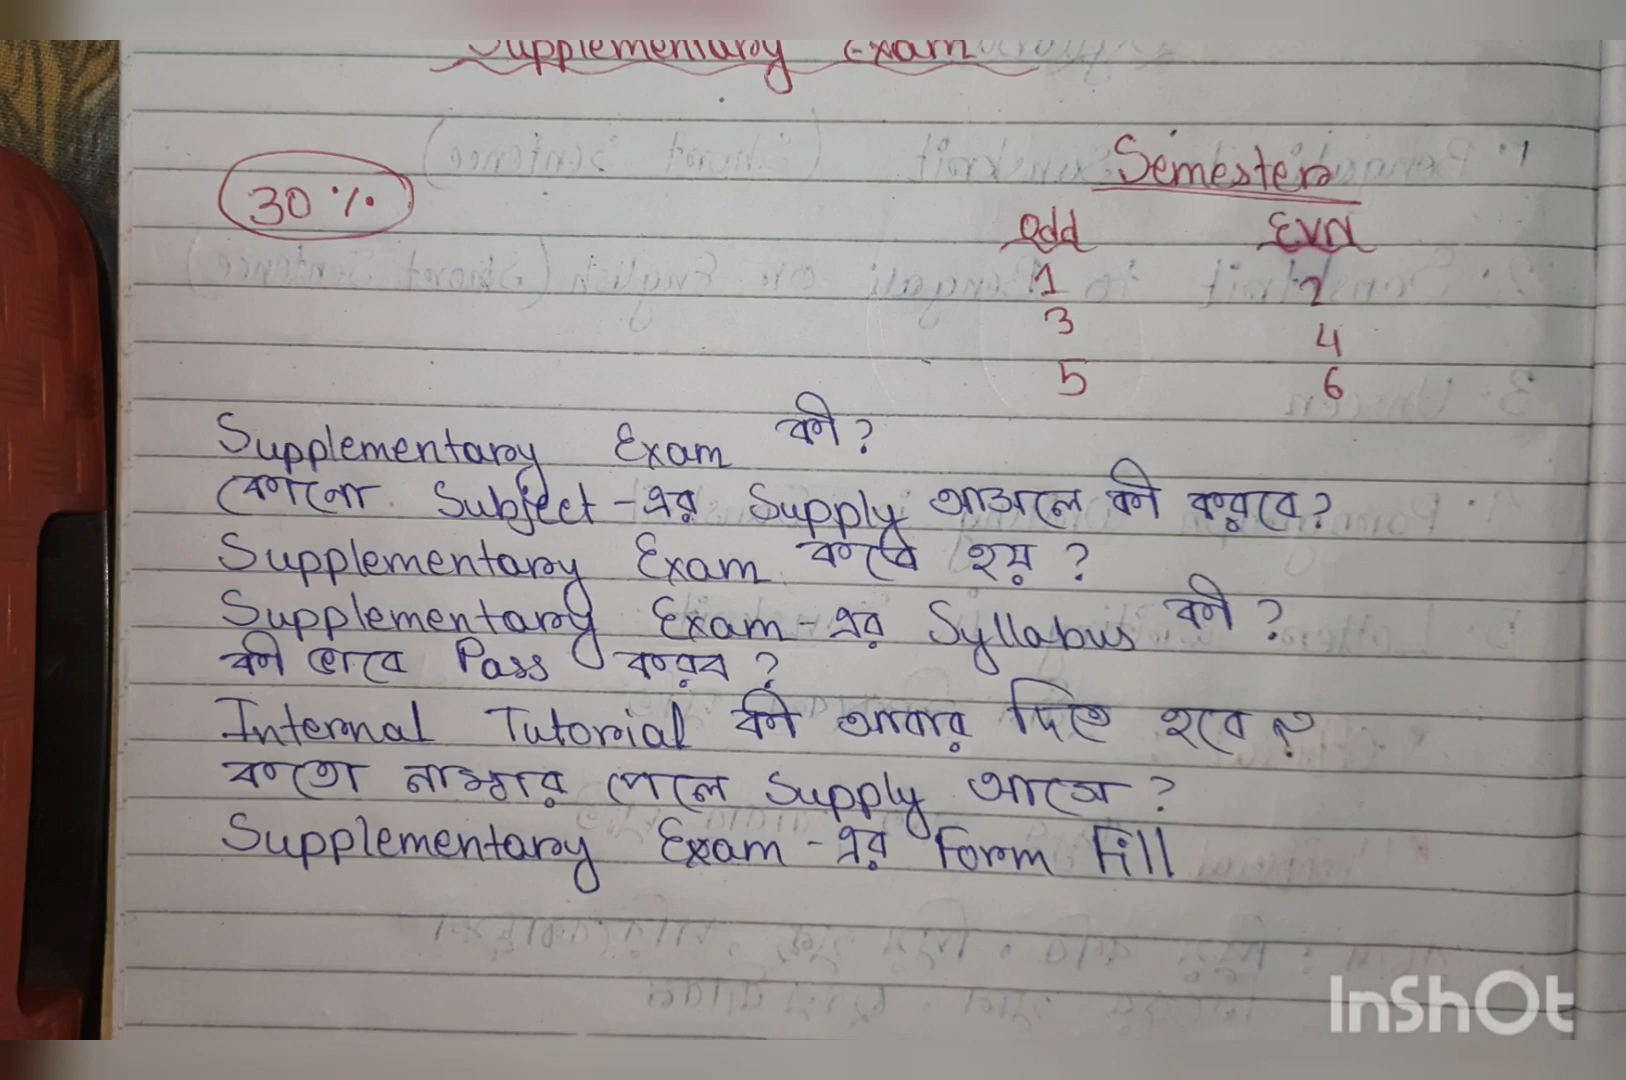 Supplementary Exam
30%
Semester
Odd Evn
1 2
3 4
5 6
Supplementary Exam কী?
কোনো Subject-এর Supply আসলে কী করবে?
Supplementary Exam কবে হয় ?
Supplementary Exam-এর Syllabus কী ?
কী ভাবে Pass করব ?
Internal Tutorial কী আবার দিতে হবে ?
কতো নাম্বার পেলে Supply আসে ?
Supplementary Exam-এর Form Fill
InShOt